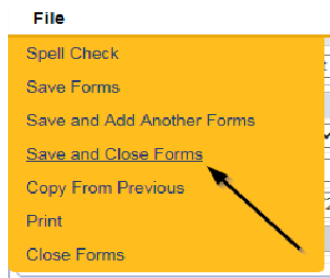 File
Spell Check
Save Forms
Save and Add Another Forms
Save and Close Forms
Copy From Previous
Print
Close Forms